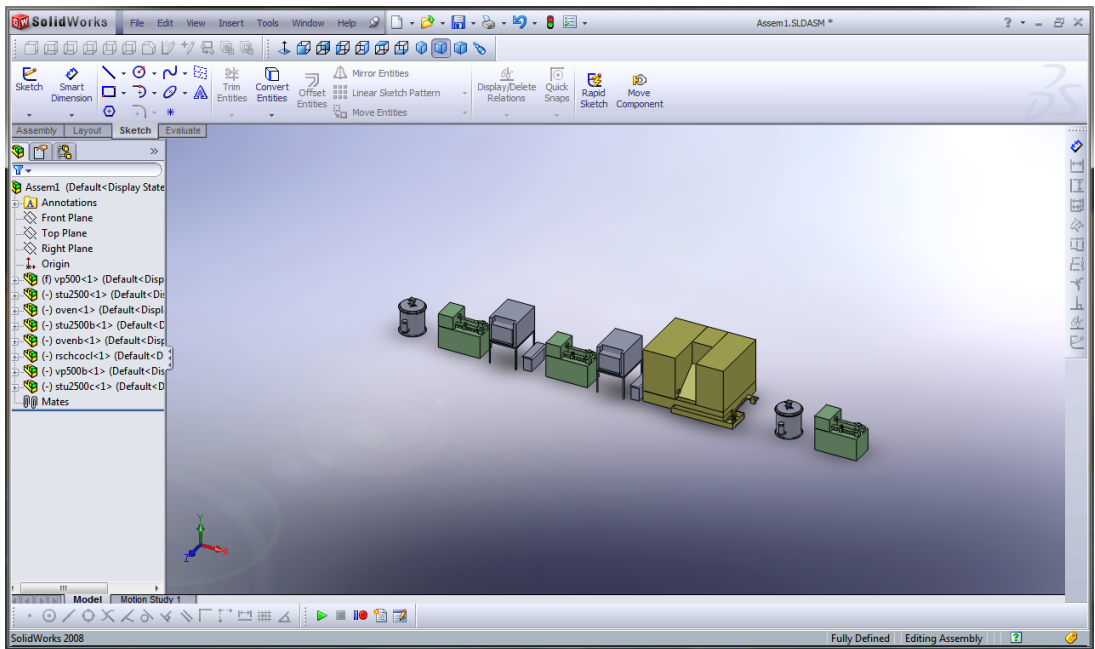 SolidWorks File Edit View Insert Tools Window Help Assem1.SLDASM * ?
Sketch Smart Dimension Trim Entities Convert Entities Offset Entities Mirror Entities Linear Sketch Pattern Move Entities Display/Delete Relations Quick Snaps Rapid Sketch Move Component
Assembly Layout Sketch Evaluate
Assem1 (Default<Display State
A Annotations
Front Plane
Top Plane
Right Plane
Origin
(f) vp500<1> (Default<Disp
(-) stu2500<1> (Default<Dis
(-) oven<1> (Default<Displ
(-) stu2500b<1> (Default<D
(-) ovenb<1> (Default<Disp
(-) rschcocl<1> (Default<D
(-) vp500b<1> (Default<Dis
(-) stu2500c<1> (Default<D
Mates
Y
X
Z
Model Motion Study 1
SolidWorks 2008 Fully Defined Editing Assembly ?